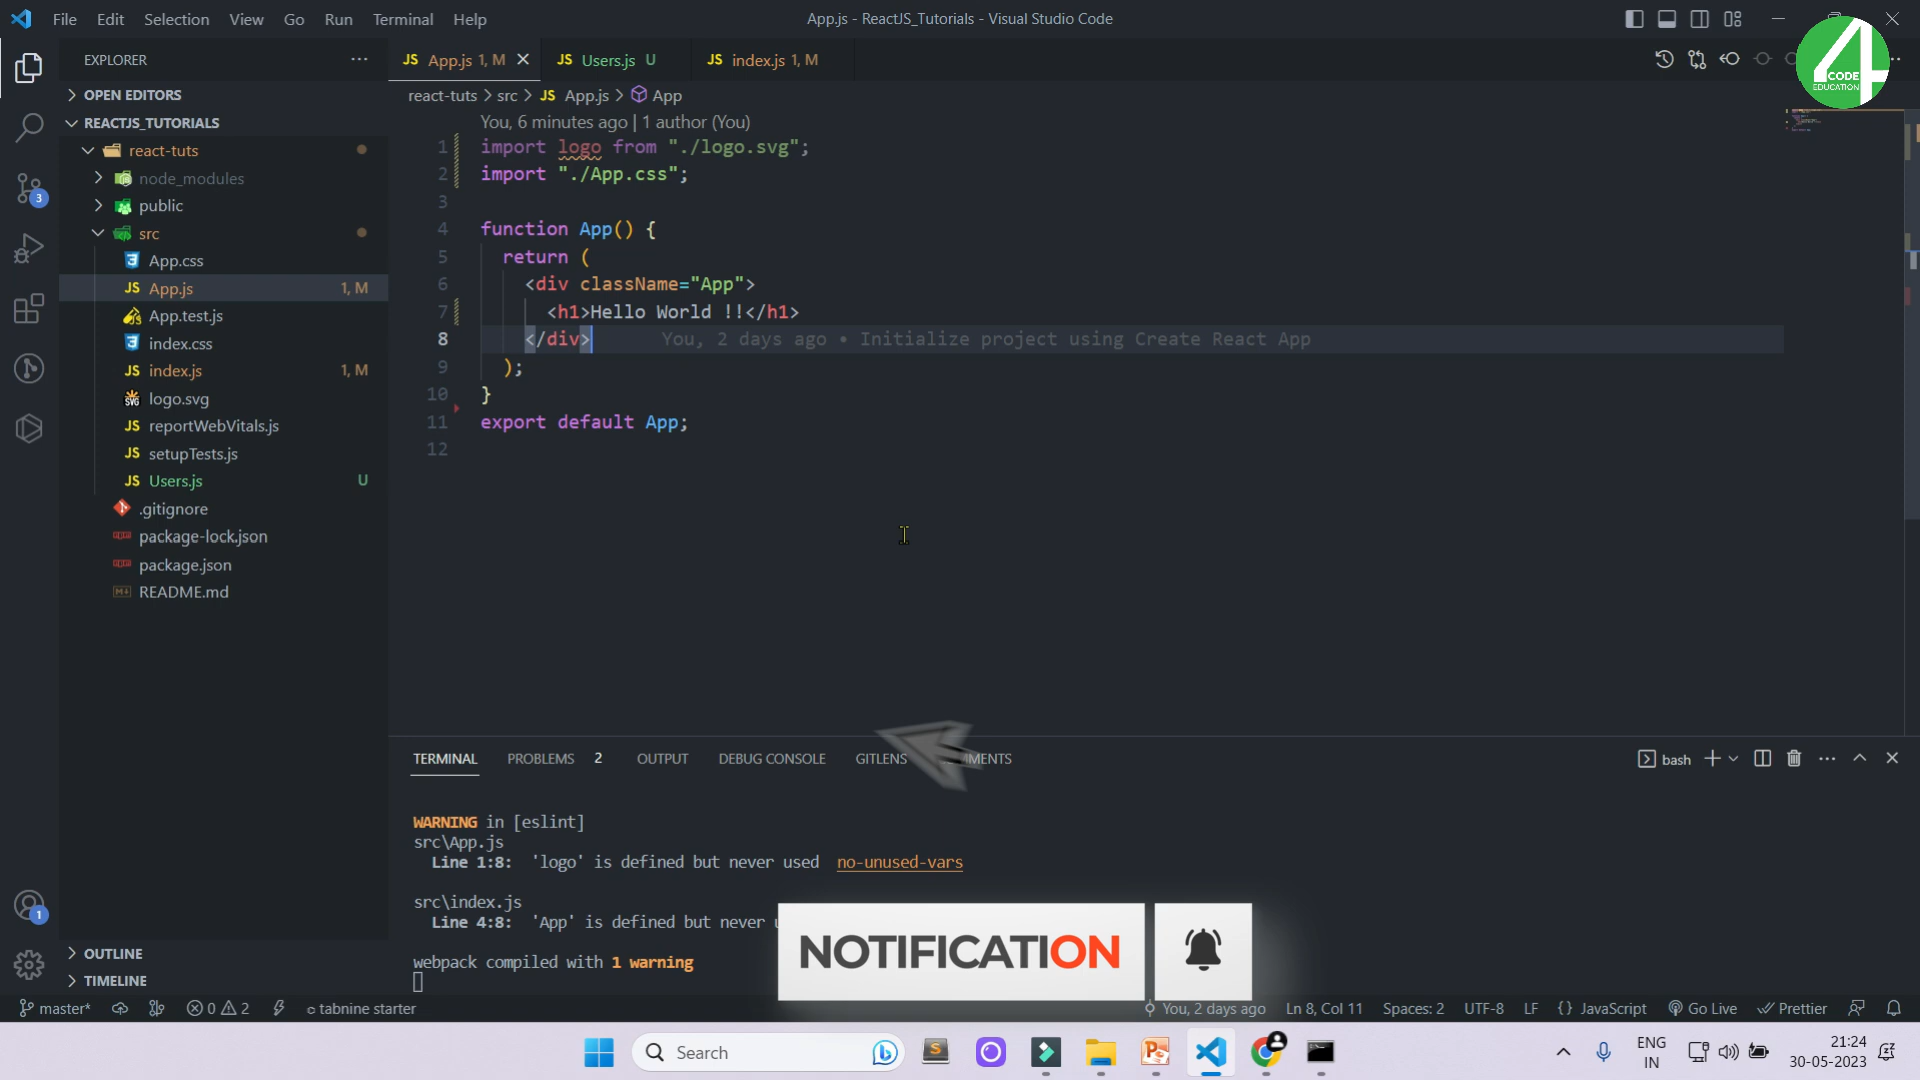 File Edit Selection View Go Run Terminal Help
App.js - ReactJS_Tutorials - Visual Studio Code
EXPLORER
OPEN EDITORS
REACTJS_TUTORIALS
react-tuts
node_modules
public
src
App.css
App.js 1, M
App.test.js
index.css
index.js 1, M
logo.svg
reportWebVitals.js
setupTests.js
Users.js U
.gitignore
package-lock.json
package.json
README.md
OUTLINE
TIMELINE
App.js 1, M
Users.js U
index.js 1, M
4
CODE
EDUCATION
react-tuts > src > JS App.js > App
You, 6 minutes ago | 1 author (You)
1 import logo from "./logo.svg";
2 import "./App.css";
3
4 function App() {
5 return (
6 <div className="App">
7 <h1>Hello World !!</h1>
8 </div> You, 2 days ago • Initialize project using Create React App
9 );
10 }
11 export default App;
12
TERMINAL PROBLEMS 2 OUTPUT DEBUG CONSOLE GITLENS
bash
WARNING in [eslint]
src\App.js
Line 1:8: 'logo' is defined but never used no-unused-vars
src\index.js
Line 4:8: 'App' is defined but never
webpack compiled with 1 warning
NOTIFICATION
master* 0 2 tabnine starter
You, 2 days ago Ln 8, Col 11 Spaces: 2 UTF-8 LF {} JavaScript Go Live Prettier
Search
ENG
IN
21:24
30-05-2023